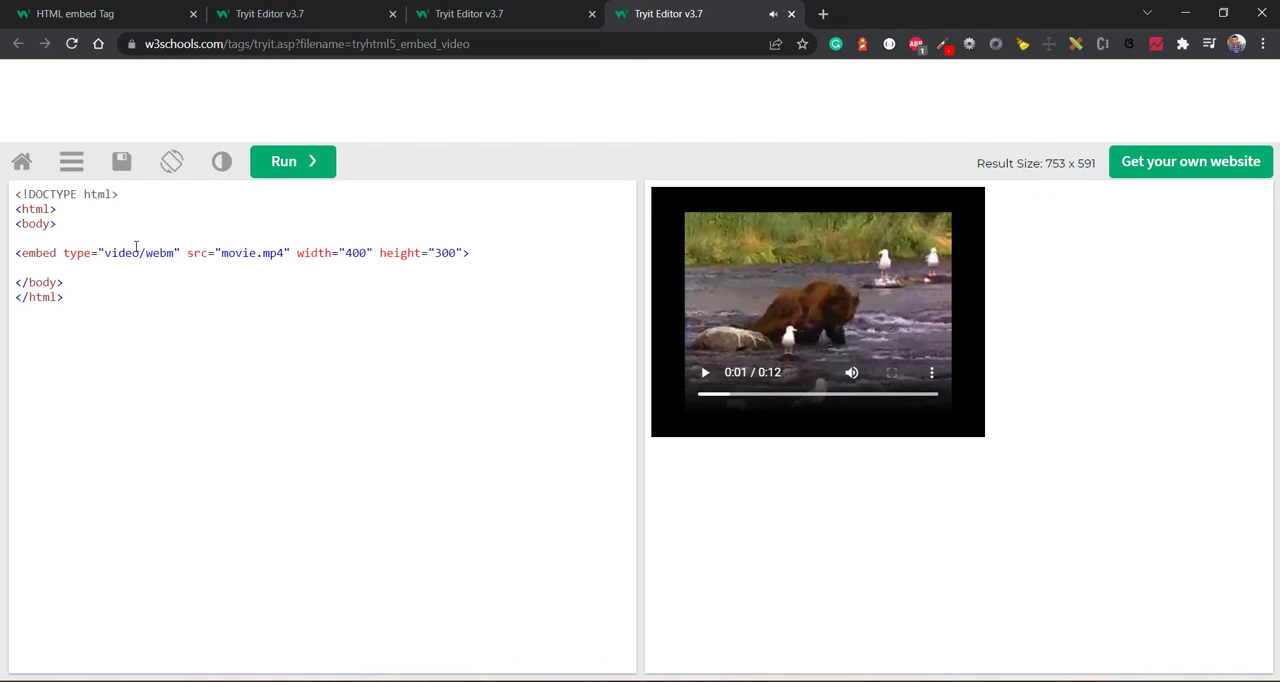 HTML embed Tag
Tryit Editor v3.7
Tryit Editor v3.7
Tryit Editor v3.7
w3schools.com/tags/tryit.asp?filename=tryhtml5_embed_video
ABP
1
Run ❯
Result Size: 753 x 591
Get your own website
<!DOCTYPE html>
<html>
<body>
<embed type="video/webm" src="movie.mp4" width="400" height="300">
</body>
</html>
0:01 / 0:12